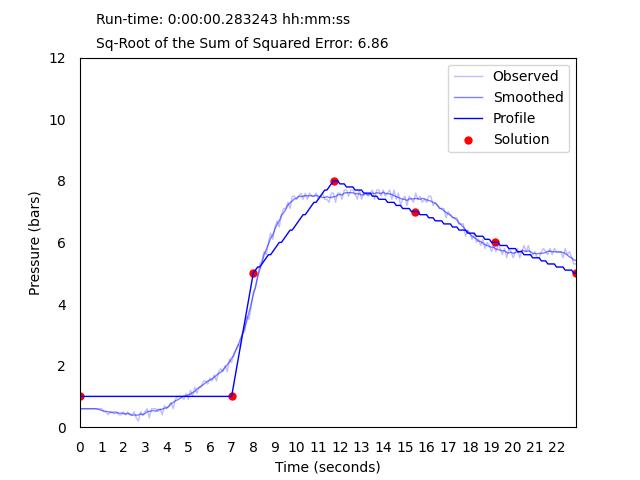 Run-time: 0:00:00.283243 hh:mm:ss
Sq-Root of the Sum of Squared Error: 6.86
12
10
8
6
4
2
0
Pressure (bars)
Observed
Smoothed
Profile
Solution
0 1 2 3 4 5 6 7 8 9 10 11 12 13 14 15 16 17 18 19 20 21 22
Time (seconds)